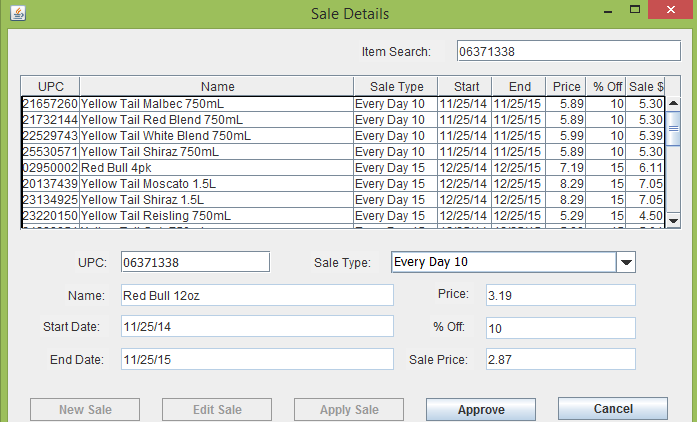 Sale Details
Item Search: 06371338
UPC Name Sale Type Start End Price % Off Sale $
21657260 Yellow Tail Malbec 750mL Every Day 10 11/25/14 11/25/15 5.89 10 5.30
21732144 Yellow Tail Red Blend 750mL Every Day 10 11/25/14 11/25/15 5.89 10 5.30
22529743 Yellow Tail White Blend 750mL Every Day 10 11/25/14 11/25/15 5.99 10 5.39
25530571 Yellow Tail Shiraz 750mL Every Day 10 11/25/14 11/25/15 5.89 10 5.30
02950002 Red Bull 4pk Every Day 15 12/25/14 12/25/15 7.19 15 6.11
20137439 Yellow Tail Moscato 1.5L Every Day 15 12/25/14 12/25/15 8.29 15 7.05
23134925 Yellow Tail Shiraz 1.5L Every Day 15 12/25/14 12/25/15 8.29 15 7.05
23220150 Yellow Tail Reisling 750mL Every Day 15 12/25/14 12/25/15 5.29 15 4.50
UPC: 06371338 Sale Type: Every Day 10
Name: Red Bull 12oz Price: 3.19
Start Date: 11/25/14 % Off: 10
End Date: 11/25/15 Sale Price: 2.87
New Sale Edit Sale Apply Sale Approve Cancel